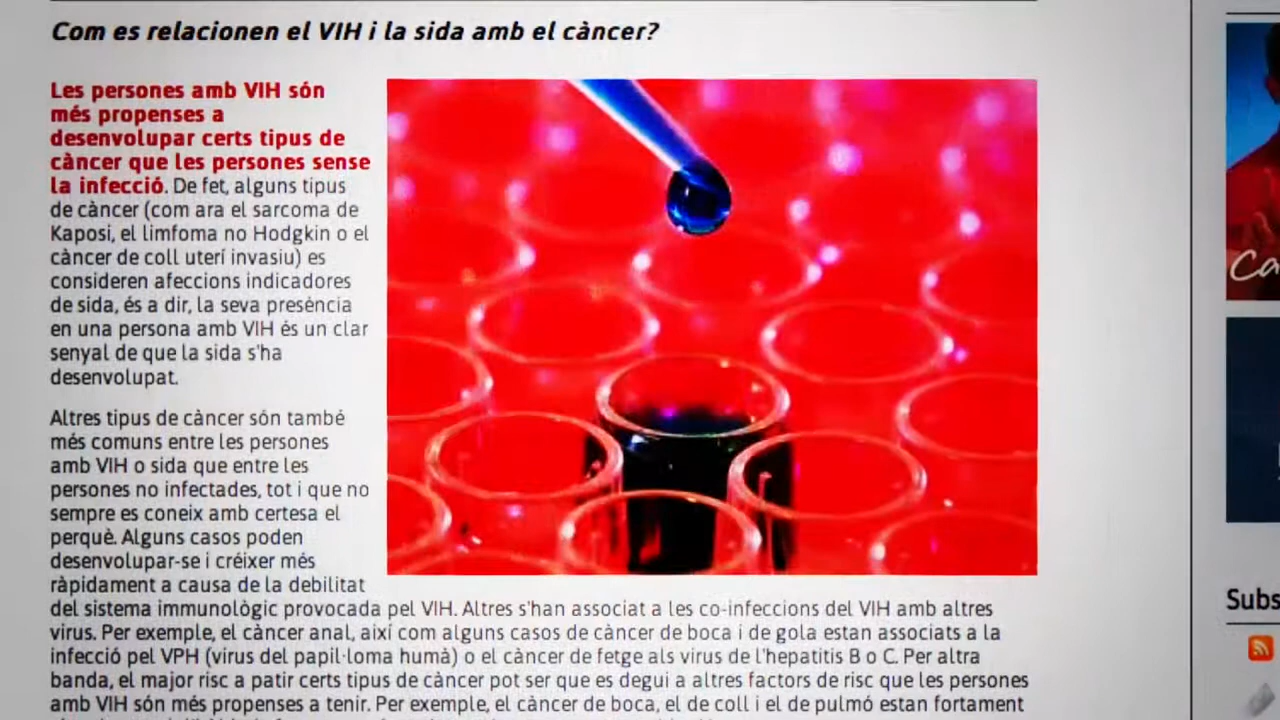 Com es relacionen el VIH i la sida amb el càncer?
Les persones amb VIH són
més propenses a
desenvolupar certs tipus de
càncer que les persones sense
la infecció. De fet, alguns tipus
de càncer (com ara el sarcoma de
Kaposi, el limfoma no Hodgkin o el
càncer de coll uterí invasiu) es
consideren afeccions indicadores
de sida, és a dir, la seva presència
en una persona amb VIH és un clar
senyal de que la sida s'ha
desenvolupat.
Altres tipus de càncer són també
més comuns entre les persones
amb VIH o sida que entre les
persones no infectades, tot i que no
sempre es coneix amb certesa el
perquè. Alguns casos poden
desenvolupar-se i créixer més
ràpidament a causa de la debilitat
del sistema immunològic provocada pel VIH. Altres s'han associat a les co-infeccions del VIH amb altres
virus. Per exemple, el càncer anal, així com alguns casos de càncer de boca i de gola estan associats a la
infecció pel VPH (virus del papil·loma humà) o el càncer de fetge als virus de l'hepatitis B o C. Per altra
banda, el major risc a patir certs tipus de càncer pot ser que es degui a altres factors de risc que les persones
amb VIH són més propenses a tenir. Per exemple, el càncer de boca, el de coll i el de pulmó estan fortament
Ca
Subs